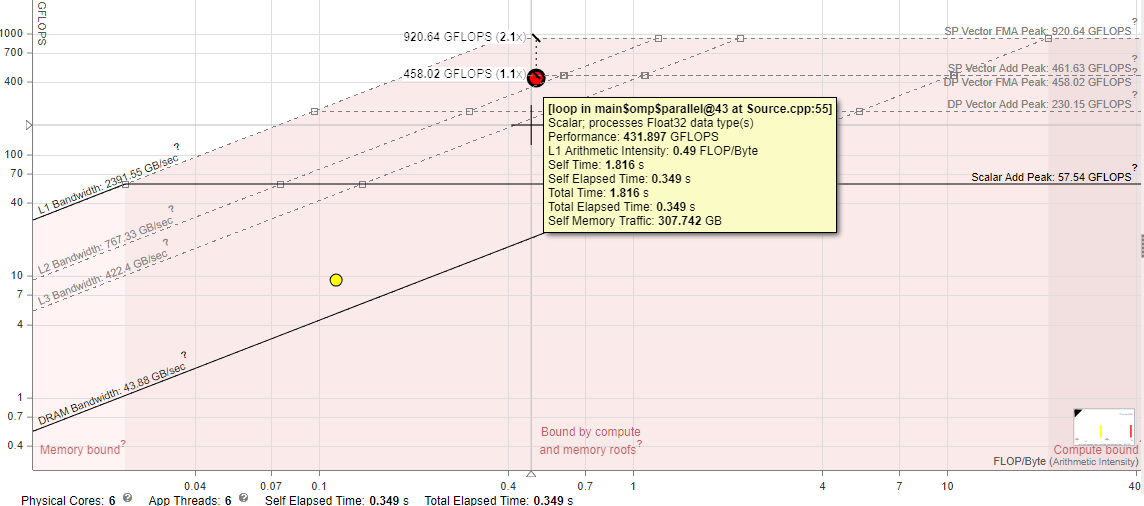 GFLOPS
1000
700
400
100
70
40
10
7
4
1
0.7
0.4
920.64 GFLOPS (2.1x)
458.02 GFLOPS (1.1x)
?
SP Vector FMA Peak: 920.64 GFLOPS
?
SP Vector Add Peak: 461.63 GFLOPS
?
DP Vector FMA Peak: 458.02 GFLOPS
?
DP Vector Add Peak: 230.15 GFLOPS
?
Scalar Add Peak: 57.54 GFLOPS
L1 Bandwidth: 2391.55 GB/sec ?
L2 Bandwidth: 767.33 GB/sec ?
L3 Bandwidth: 422.4 GB/sec ?
DRAM Bandwidth: 43.88 GB/sec ?
[loop in main$omp$parallel@43 at Source.cpp:55]
Scalar; processes Float32 data type(s)
Performance: 431.897 GFLOPS
L1 Arithmetic Intensity: 0.49 FLOP/Byte
Self Time: 1.816 s
Self Elapsed Time: 0.349 s
Total Time: 1.816 s
Total Elapsed Time: 0.349 s
Self Memory Traffic: 307.742 GB
Memory bound?
Bound by compute
and memory roofs?
Compute bound?
FLOP/Byte (Arithmetic Intensity)
0.04 0.07 0.1 0.4 0.7 1 4 7 10 40
Physical Cores: 6 ? App Threads: 6 ? Self Elapsed Time: 0.349 s Total Elapsed Time: 0.349 s